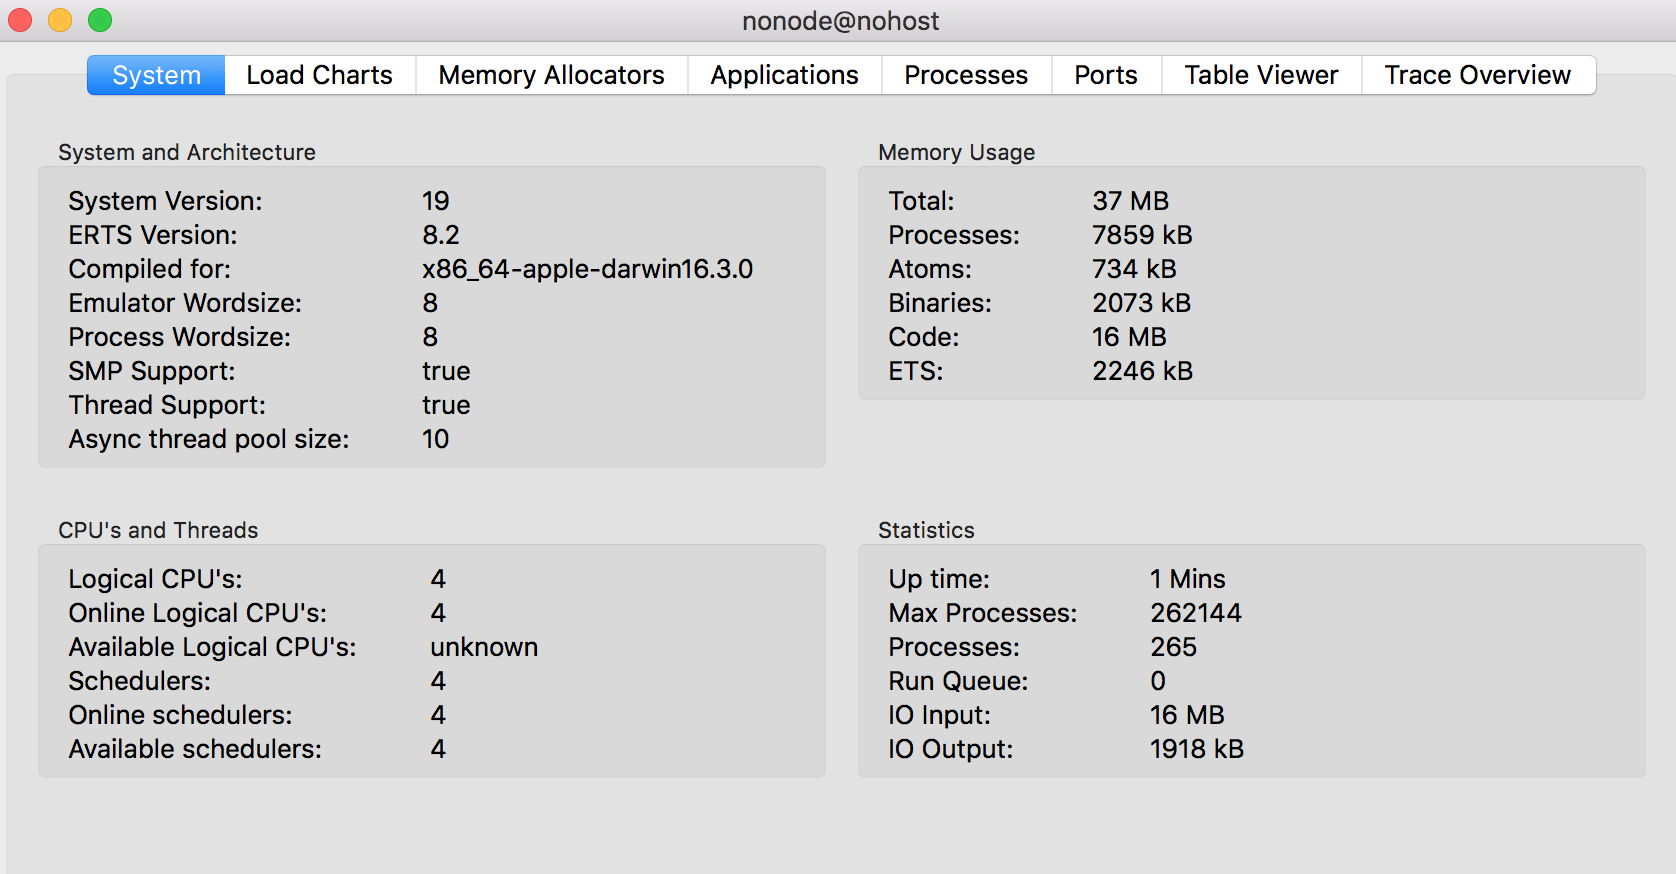 nonode@nohost
System Load Charts Memory Allocators Applications Processes Ports Table Viewer Trace Overview
System and Architecture
System Version: 19
ERTS Version: 8.2
Compiled for: x86_64-apple-darwin16.3.0
Emulator Wordsize: 8
Process Wordsize: 8
SMP Support: true
Thread Support: true
Async thread pool size: 10
Memory Usage
Total: 37 MB
Processes: 7859 kB
Atoms: 734 kB
Binaries: 2073 kB
Code: 16 MB
ETS: 2246 kB
CPU's and Threads
Logical CPU's: 4
Online Logical CPU's: 4
Available Logical CPU's: unknown
Schedulers: 4
Online schedulers: 4
Available schedulers: 4
Statistics
Up time: 1 Mins
Max Processes: 262144
Processes: 265
Run Queue: 0
IO Input: 16 MB
IO Output: 1918 kB